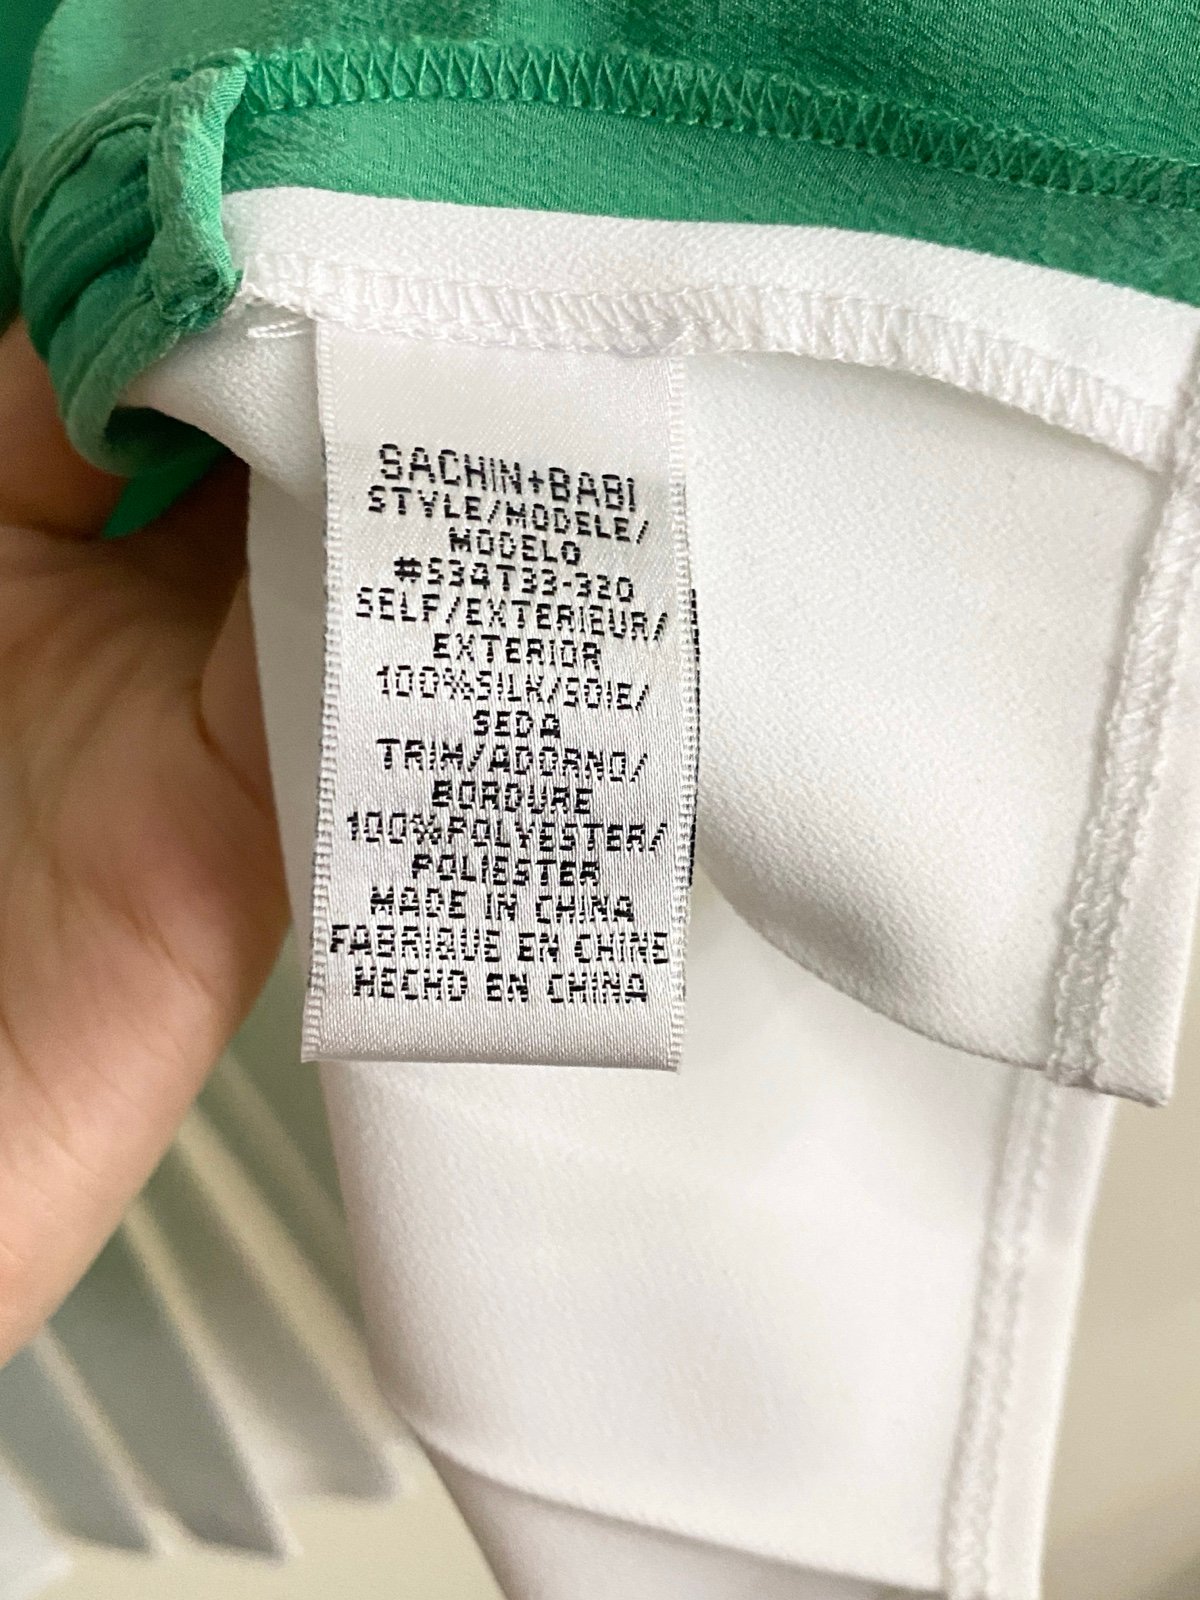 SACHIN+BABI
STYLE/MODELE/
MODELO
#S34T33-320
SELF/EXTERIEUR/
EXTERIOR
100%SILK/SOIE/
SEDA
TRIM/ADORNO/
BORDURE
100%POLYESTER/
POLIESTER
MADE IN CHINA
FABRIQUE EN CHINE
HECHO EN CHINA